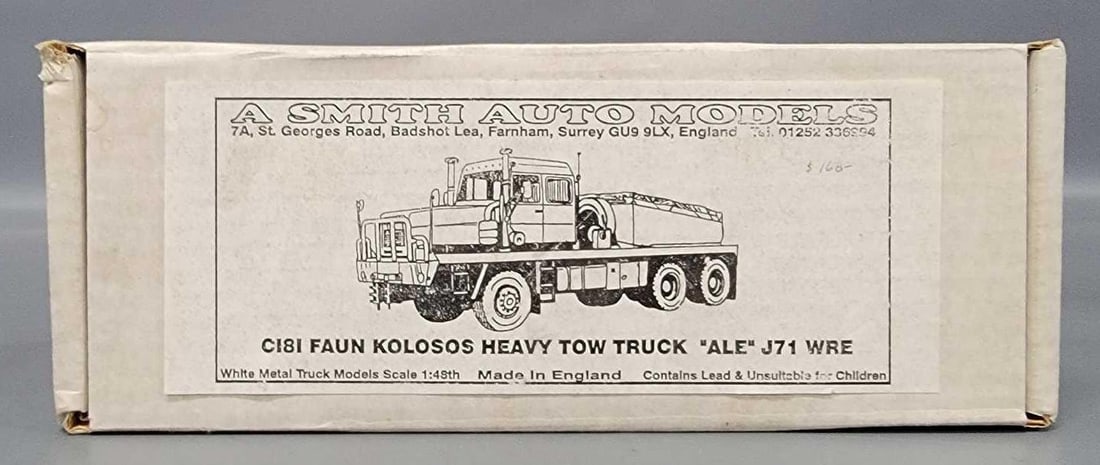 A SMITH AUTO MODELS
7A, St. Georges Road, Badshot Lea, Farnham, Surrey GU9 9LX, England Tel. 01252 336994
$ 160-
C181 FAUN KOLOSOS HEAVY TOW TRUCK "ALE" J71 WRE
White Metal Truck Models Scale 1:48th Made In England Contains Lead & Unsuitable for Children